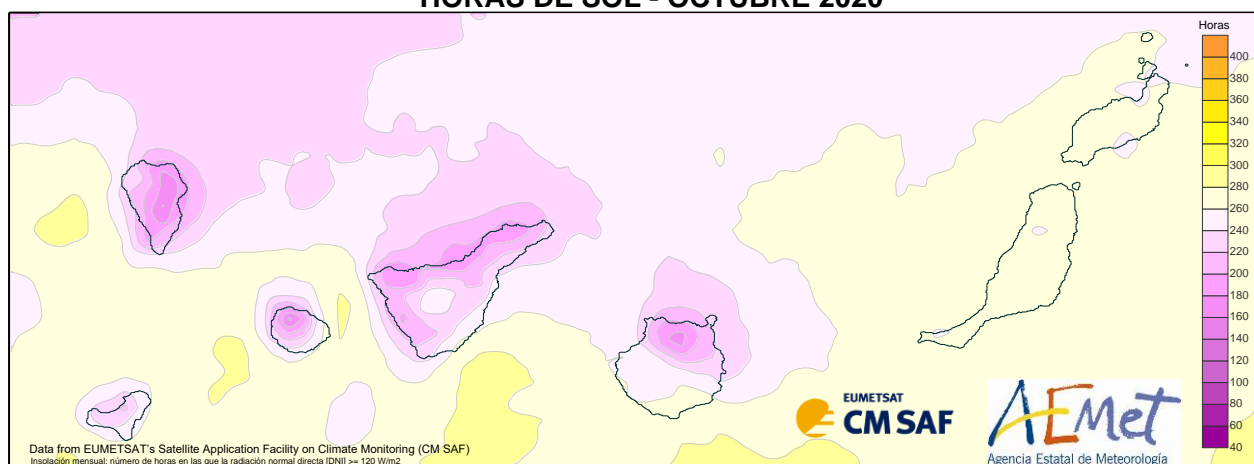 HORAS DE SOL - OCTUBRE 2020
Horas
400
380
360
340
320
300
280
260
240
220
200
180
160
140
120
100
80
60
40
EUMETSAT
CM SAF
AEMet
Agencia Estatal de Meteorología
Data from EUMETSAT's Satellite Application Facility on Climate Monitoring (CM SAF)
Insolación mensual: número de horas en las que la radiación normal directa [DNI] >= 120 W/m2